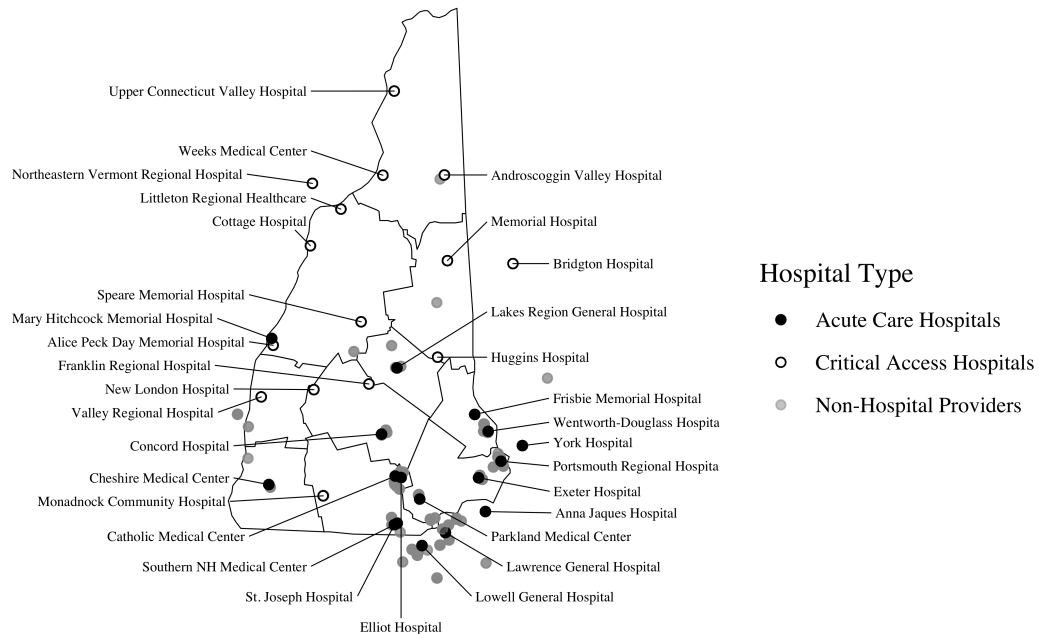 Upper Connecticut Valley Hospital
Weeks Medical Center
Northeastern Vermont Regional Hospital
Androscoggin Valley Hospital
Littleton Regional Healthcare
Cottage Hospital
Memorial Hospital
Bridgton Hospital
Hospital Type
Speare Memorial Hospital
Lakes Region General Hospital
Mary Hitchcock Memorial Hospital
Acute Care Hospitals
Alice Peck Day Memorial Hospital
Huggins Hospital
Critical Access Hospitals
Franklin Regional Hospital
New London Hospital
Frisbie Memorial Hospital
Non-Hospital Providers
Valley Regional Hospital
Wentworth-Douglass Hospita
Concord Hospital
York Hospital
Portsmouth Regional Hospita
Cheshire Medical Center
Exeter Hospital
Monadnock Community Hospital
Anna Jaques Hospital
Catholic Medical Center
Parkland Medical Center
Southern NH Medical Center
Lawrence General Hospital
St. Joseph Hospital
Lowell General Hospital
Elliot Hospital